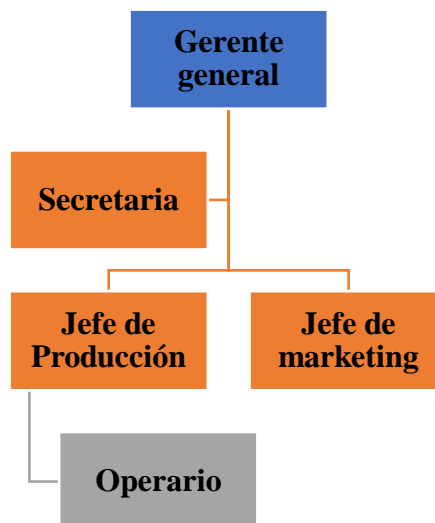 Gerente
general
Secretaria
Jefe de
Producción
Jefe de
marketing
Operario